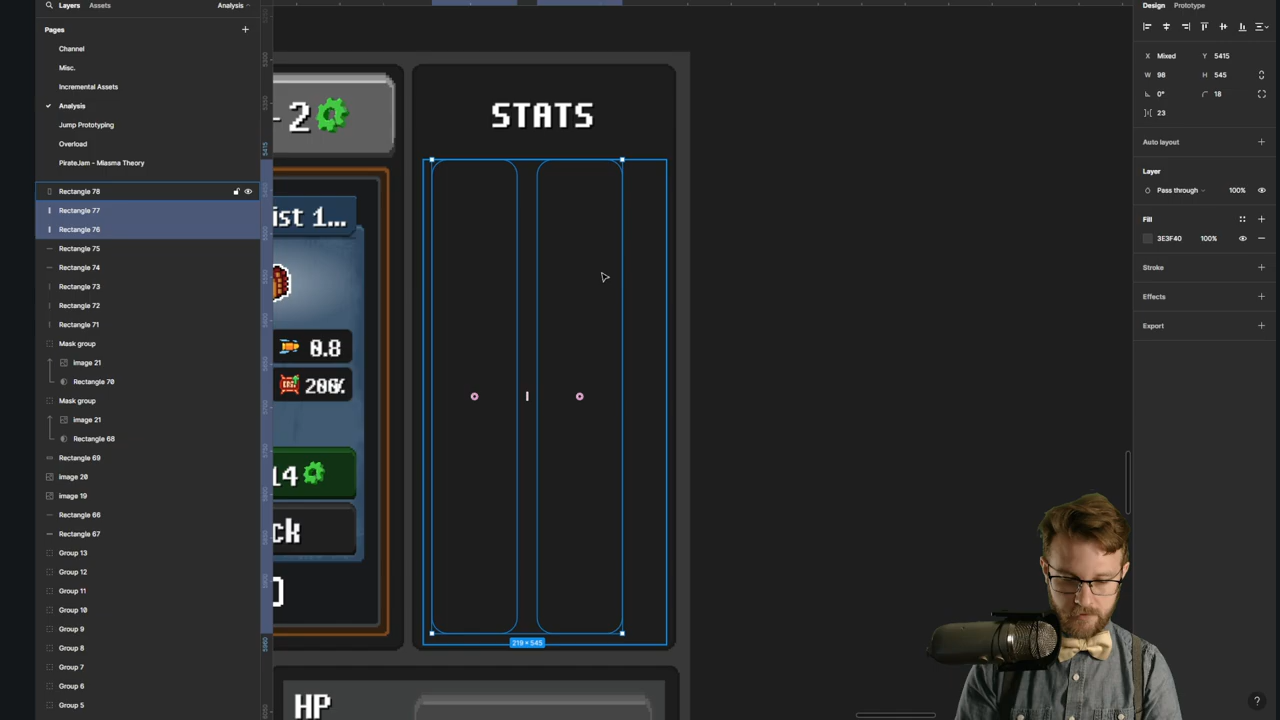 Layers
Assets
Analysis
Pages
Channel
Misc.
Incremental Assets
Analysis
Jump Prototyping
Overload
PirateJam - Miasma Theory
Rectangle 78
Rectangle 77
Rectangle 76
Rectangle 75
Rectangle 74
Rectangle 73
Rectangle 72
Rectangle 71
Mask group
image 21
Rectangle 70
Mask group
image 21
Rectangle 68
Rectangle 69
image 20
image 19
Rectangle 66
Rectangle 67
Group 13
Group 12
Group 11
Group 10
Group 9
Group 8
Group 7
Group 6
Group 5
5415
5960
-2
ist 1...
0.8
200%
14
ck
STATS
219 × 545
HP
Design
Prototype
X Mixed
Y 5415
W 98
H 545
0°
18
23
Auto layout
Layer
Pass through
100%
Fill
3E3F40
100%
Stroke
Effects
Export
?